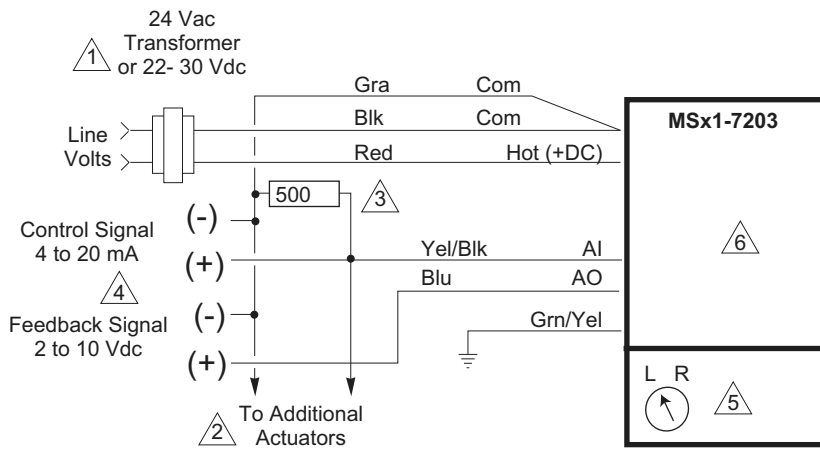 24 Vac
Transformer
or 22- 30 Vdc
1
Gra Com
Blk Com
Line
Volts
Red Hot (+DC)
MSx1-7203
500
3
(-)
Control Signal
4 to 20 mA
(+)
Yel/Blk AI
6
4
Blu AO
Feedback Signal
2 to 10 Vdc
(-)
Grn/Yel
(+)
L R
5
2
To Additional
Actuators